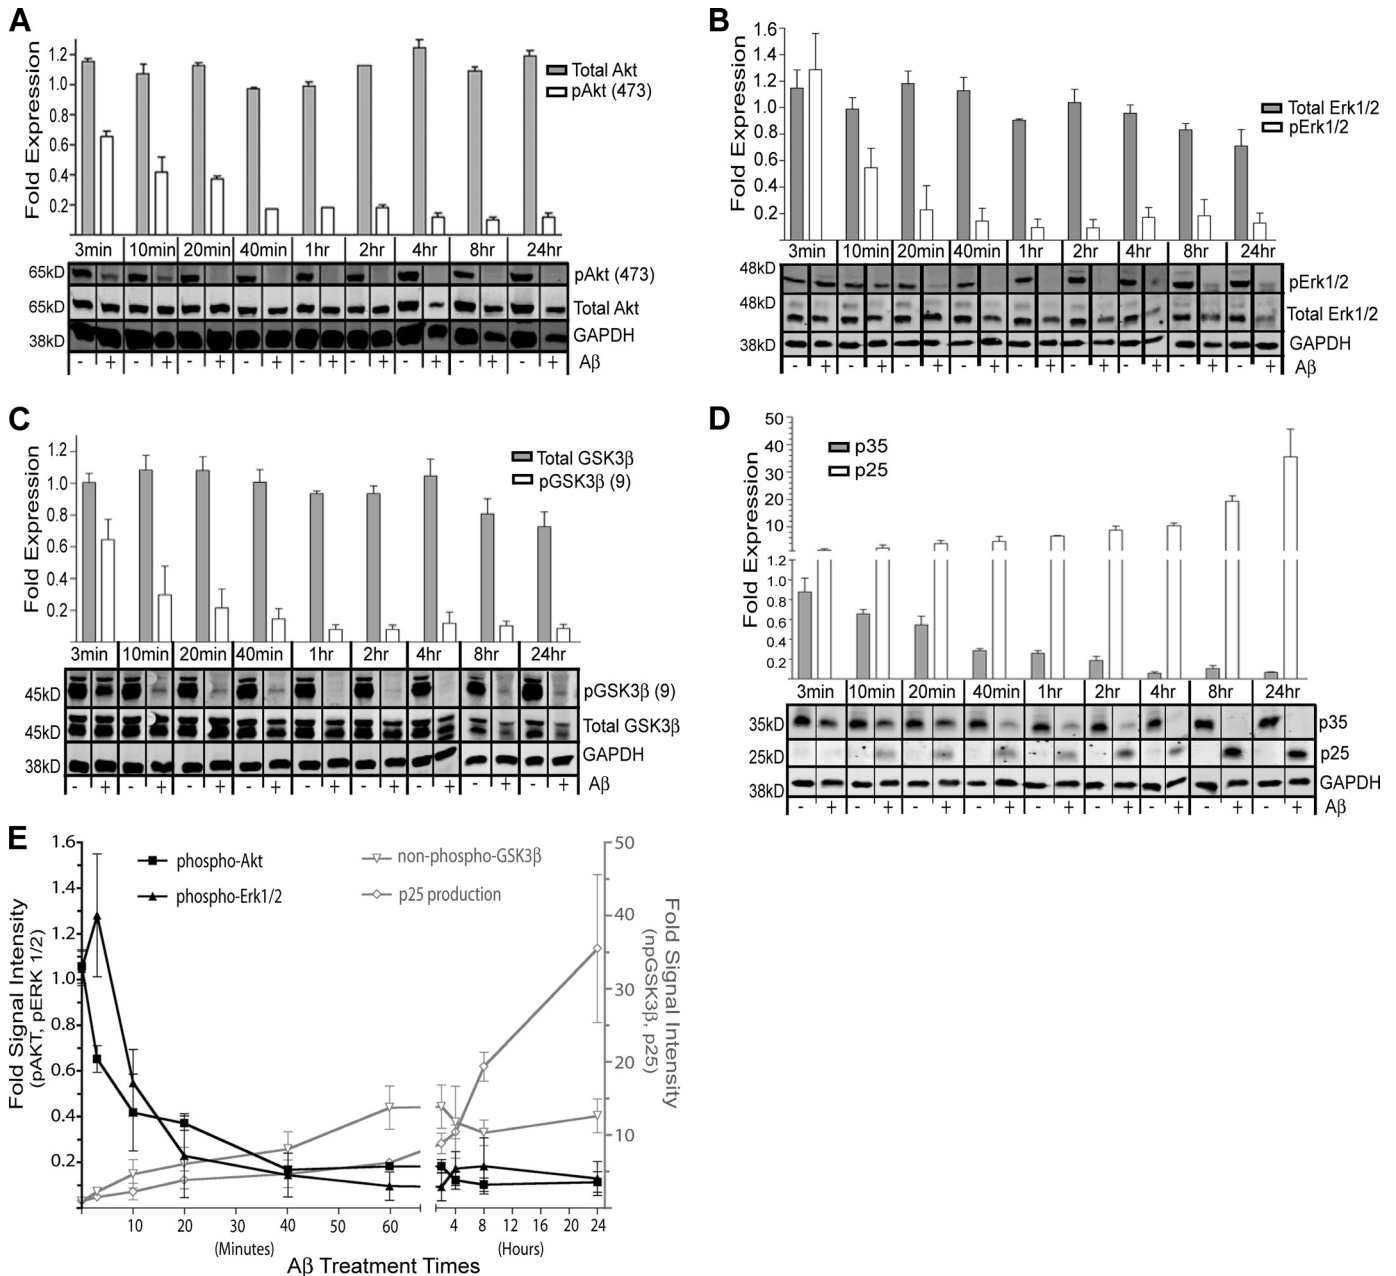 A
Fold Expression
1.2
1.0
0.8
0.6
0.4
0.2
Total Akt
pAkt (473)
3min 10min 20min 40min 1hr 2hr 4hr 8hr 24hr
65kD pAkt (473)
65kD Total Akt
38kD GAPDH
- + - + - + - + - + - + - + - + - + Aβ
B
Fold Expression
1.6
1.4
1.2
1.0
0.8
0.6
0.4
0.2
Total Erk1/2
pErk1/2
3min 10min 20min 40min 1hr 2hr 4hr 8hr 24hr
48kD pErk1/2
48kD Total Erk1/2
38kD GAPDH
- + - + - + - + - + - + - + - + - + Aβ
C
Fold Expression
1.2
1.0
0.8
0.6
0.4
0.2
Total GSK3β
pGSK3β (9)
3min 10min 20min 40min 1hr 2hr 4hr 8hr 24hr
45kD pGSK3β (9)
45kD Total GSK3β
38kD GAPDH
- + - + - + - + - + - + - + - + - + Aβ
D
Fold Expression
50
40
30
20
10
1.2
1.0
0.8
0.6
0.4
0.2
p35
p25
3min 10min 20min 40min 1hr 2hr 4hr 8hr 24hr
35kD p35
25kD p25
38kD GAPDH
- + - + - + - + - + - + - + - + - + Aβ
E
Fold Signal Intensity
(pAKT, pERK 1/2)
1.6
1.4
1.2
1.0
0.8
0.6
0.4
0.2
phospho-Akt
phospho-Erk1/2
non-phospho-GSK3β
p25 production
50
40
30
20
10
Fold Signal Intensity
(npGSK3β, p25)
10 20 30 40 50 60 4 8 12 16 20 24
(Minutes) (Hours)
Aβ Treatment Times